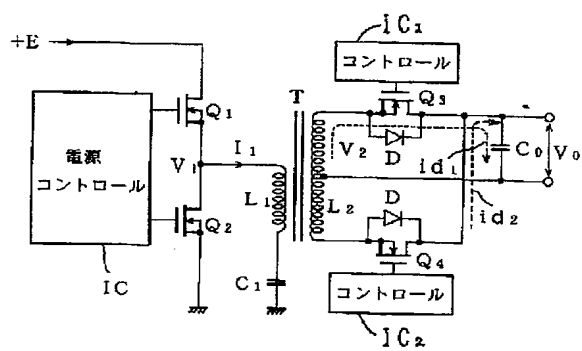 IC₁
+E
コントロール
Q₁
T
Q₃
電源
コントロール
V₁
I₁
V₂
D
id₁
C₀
V₀
L₁
L₂
D
id₂
Q₂
Q₄
C₁
コントロール
IC
IC₂